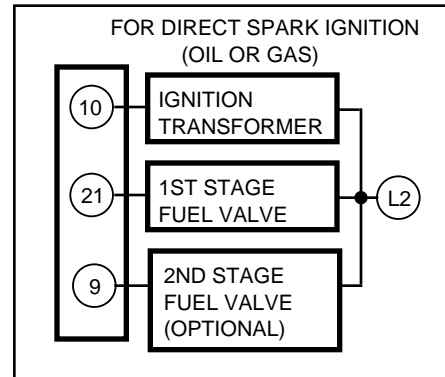 FOR DIRECT SPARK IGNITION
(OIL OR GAS)
10
IGNITION
TRANSFORMER
21
1ST STAGE
FUEL VALVE
L2
9
2ND STAGE
FUEL VALVE
(OPTIONAL)